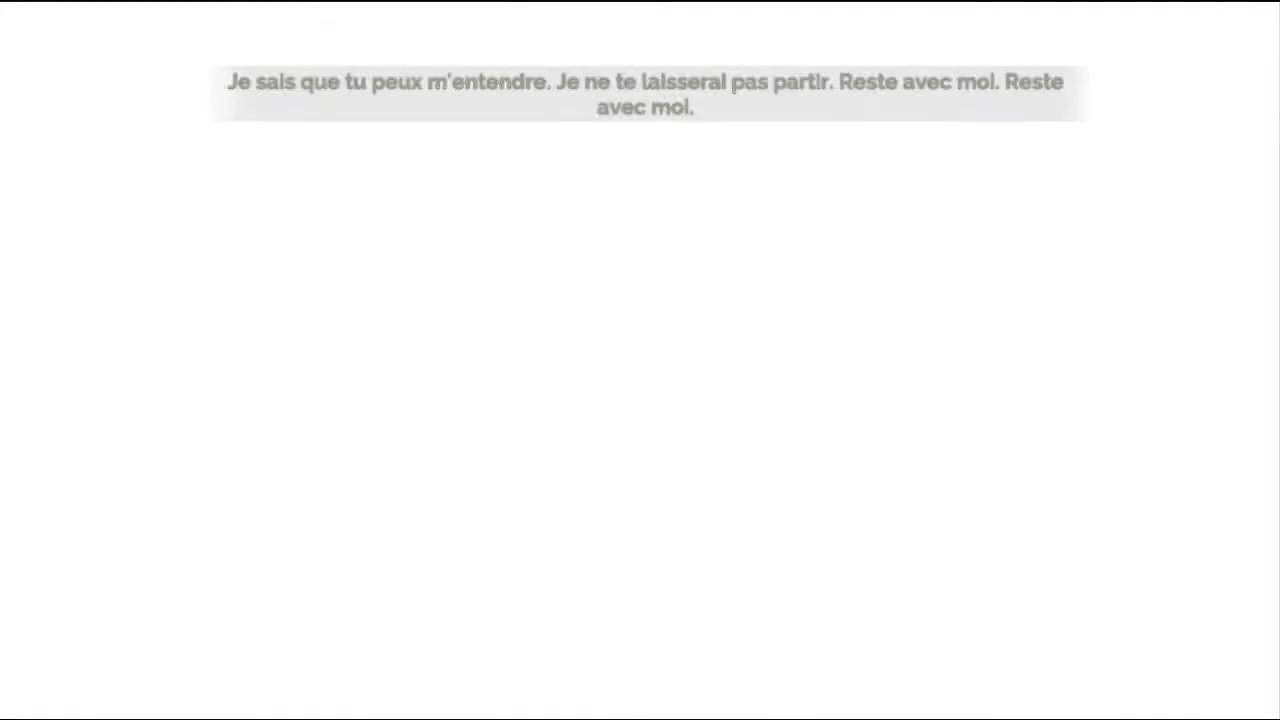 Je sais que tu peux m'entendre. Je ne te laisserai pas partir. Reste avec moi. Reste
avec moi.